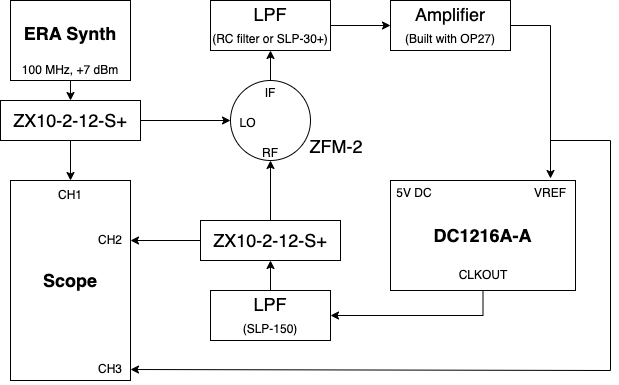 ERA Synth
100 MHz, +7 dBm
LPF
(RC filter or SLP-30+)
Amplifier
(Built with OP27)
ZX10-2-12-S+
IF
LO
RF
ZFM-2
CH1
CH2
Scope
CH3
ZX10-2-12-S+
LPF
(SLP-150)
5V DC
VREF
DC1216A-A
CLKOUT